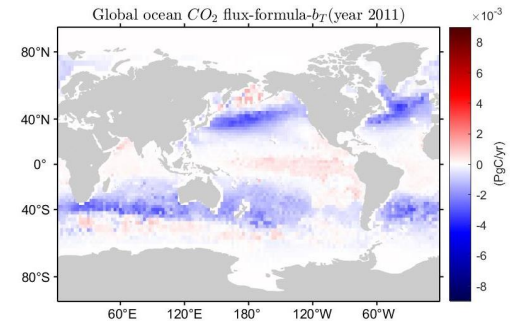 Global ocean CO₂ flux-formula-b_T(year 2011)
×10⁻³
80°N
40°N
0°
40°S
80°S
60°E 120°E 180° 120°W 60°W
8
6
4
2
0
-2
-4
-6
-8
(PgC/yr)